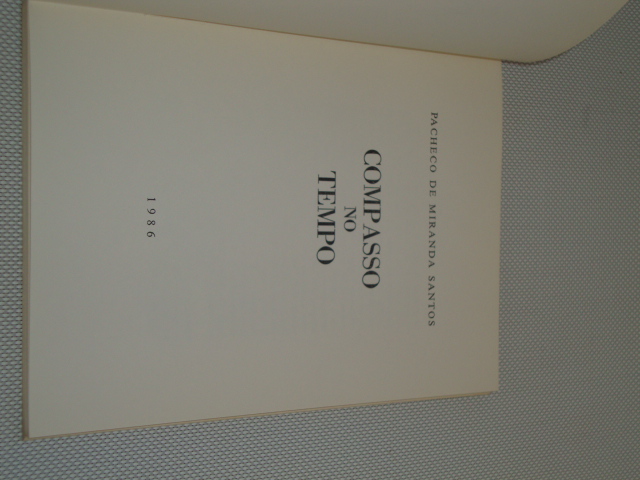 PACHECO DE MIRANDA SANTOS
COMPASSO
NO
TEMPO
1986